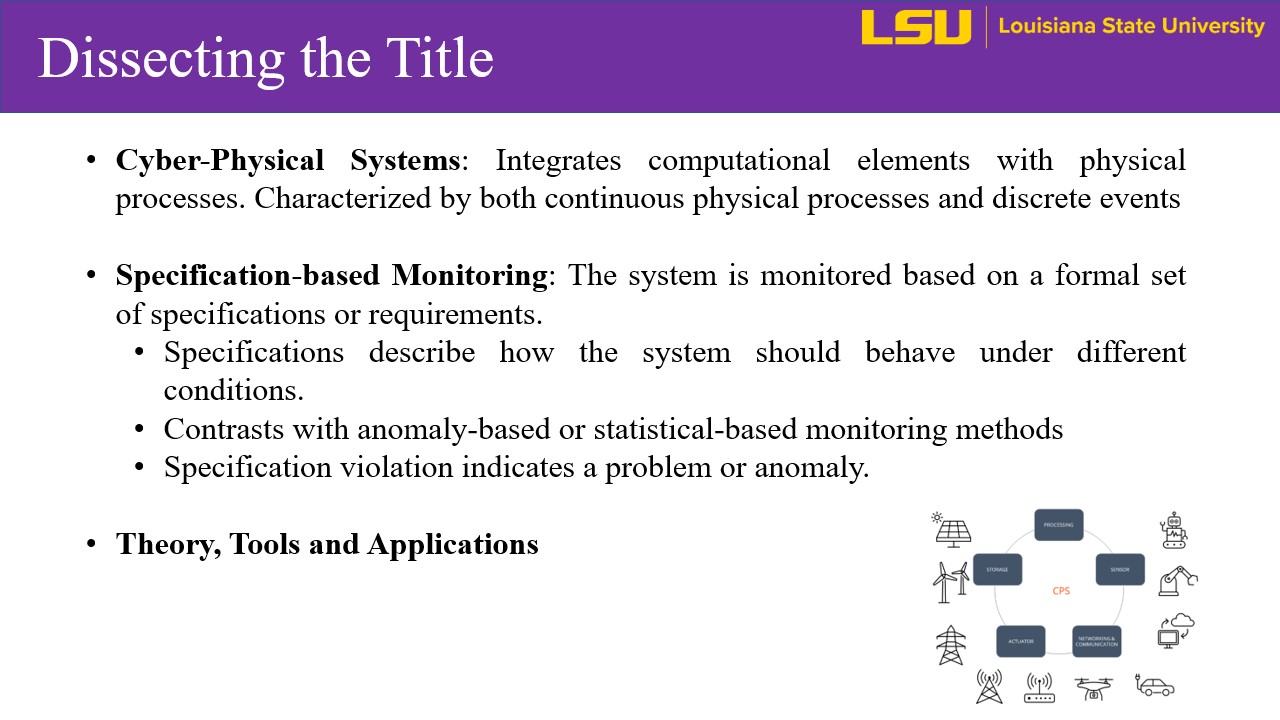 Dissecting the Title
LSU | Louisiana State University
• Cyber-Physical Systems: Integrates computational elements with physical
processes. Characterized by both continuous physical processes and discrete events
• Specification-based Monitoring: The system is monitored based on a formal set
of specifications or requirements.
• Specifications describe how the system should behave under different
conditions.
• Contrasts with anomaly-based or statistical-based monitoring methods
• Specification violation indicates a problem or anomaly.
• Theory, Tools and Applications
PROCESSING
STORAGE
SENSOR
CPS
ACTUATOR
NETWORKING &
COMMUNICATION